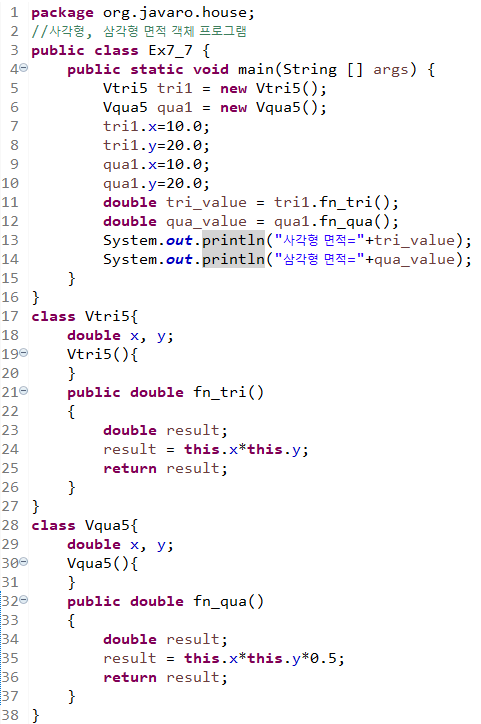 1 package org.javaro.house;
2 //사각형, 삼각형 면적 객체 프로그램
3 public class Ex7_7 {
4 public static void main(String [] args) {
5 Vtri5 tri1 = new Vtri5();
6 Vqua5 qua1 = new Vqua5();
7 tri1.x=10.0;
8 tri1.y=20.0;
9 qua1.x=10.0;
10 qua1.y=20.0;
11 double tri_value = tri1.fn_tri();
12 double qua_value = qua1.fn_qua();
13 System.out.println("사각형 면적="+tri_value);
14 System.out.println("삼각형 면적="+qua_value);
15 }
16 }
17 class Vtri5{
18 double x, y;
19 Vtri5(){
20 }
21 public double fn_tri()
22 {
23 double result;
24 result = this.x*this.y;
25 return result;
26 }
27 }
28 class Vqua5{
29 double x, y;
30 Vqua5(){
31 }
32 public double fn_qua()
33 {
34 double result;
35 result = this.x*this.y*0.5;
36 return result;
37 }
38 }